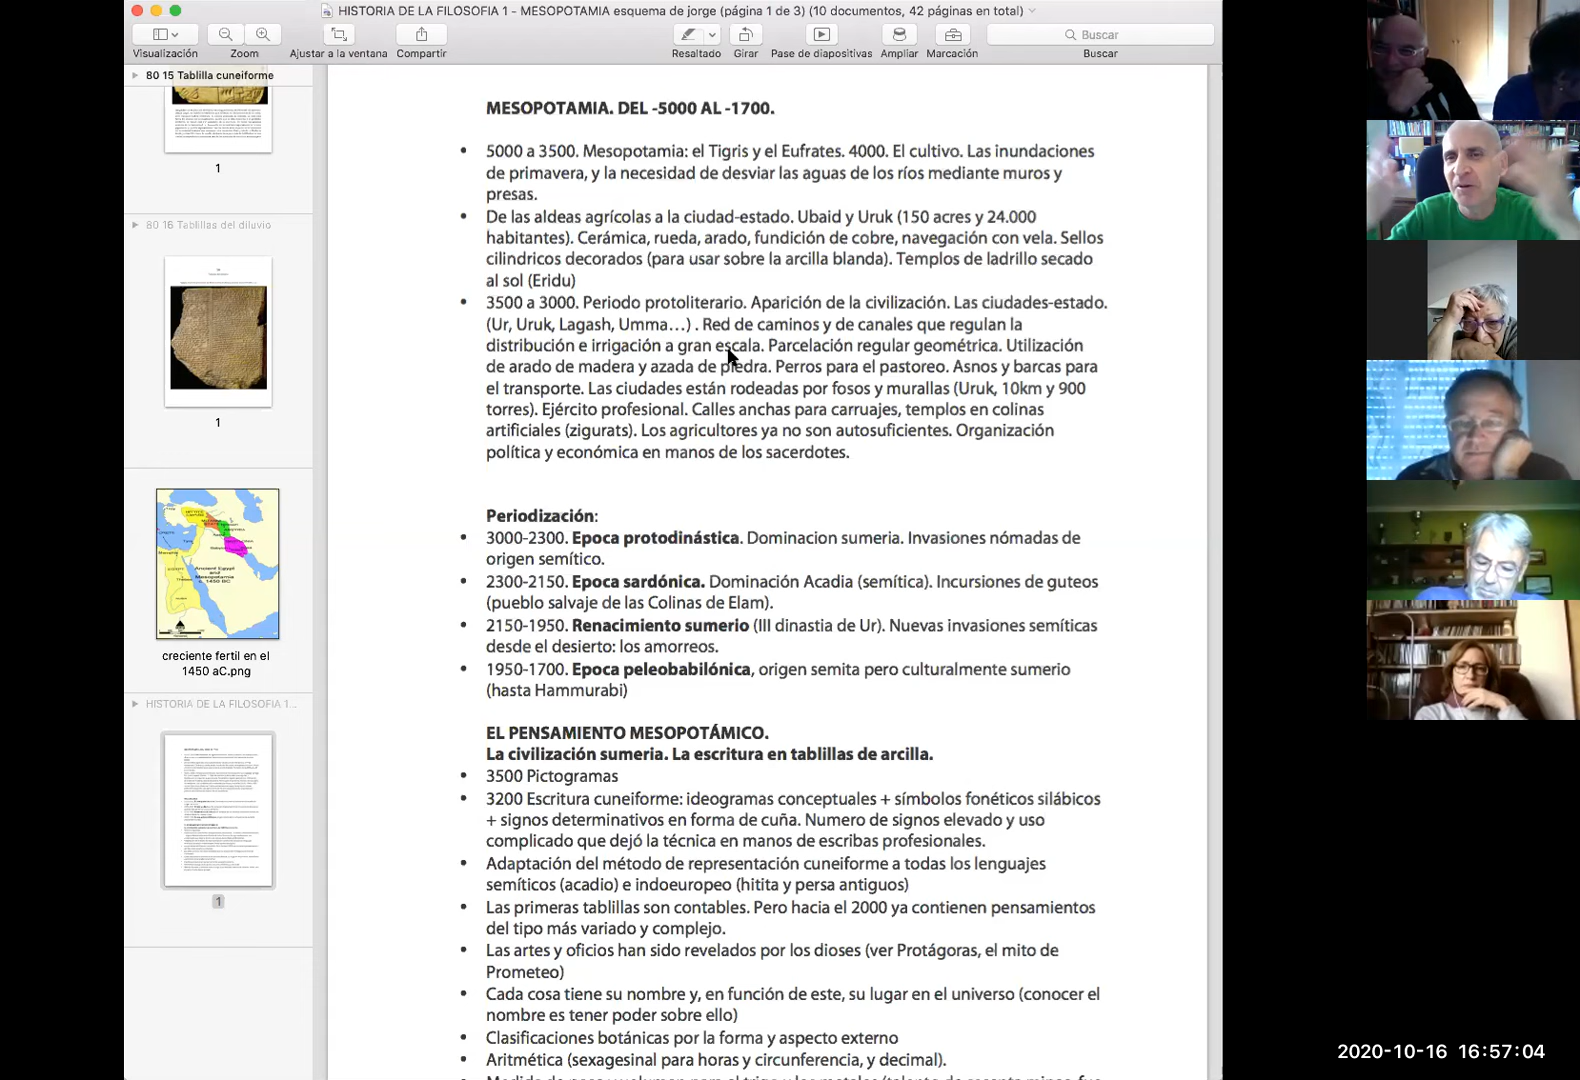 HISTORIA DE LA FILOSOFIA 1 - MESOPOTAMIA esquema de jorge (página 1 de 3) (10 documentos, 42 páginas en total)
Visualización
Zoom
Ajustar a la ventana
Compartir
Resaltado
Girar
Pase de diapositivas
Ampliar
Marcación
Buscar
Buscar
80 15 Tablilla cuneiforme
1
80 16 Tablillas del diluvio
1
Ancient Egypt
and
Mesopotamia
c. 1450 BC
creciente fertil en el
1450 aC.png
HISTORIA DE LA FILOSOFIA 1...
1
MESOPOTAMIA. DEL -5000 AL -1700.
• 5000 a 3500. Mesopotamia: el Tigris y el Eufrates. 4000. El cultivo. Las inundaciones
de primavera, y la necesidad de desviar las aguas de los ríos mediante muros y
presas.
• De las aldeas agrícolas a la ciudad-estado. Ubaid y Uruk (150 acres y 24.000
habitantes). Cerámica, rueda, arado, fundición de cobre, navegación con vela. Sellos
cilindricos decorados (para usar sobre la arcilla blanda). Templos de ladrillo secado
al sol (Eridu)
• 3500 a 3000. Periodo protoliterario. Aparición de la civilización. Las ciudades-estado.
(Ur, Uruk, Lagash, Umma...) . Red de caminos y de canales que regulan la
distribución e irrigación a gran escala. Parcelación regular geométrica. Utilización
de arado de madera y azada de piedra. Perros para el pastoreo. Asnos y barcas para
el transporte. Las ciudades están rodeadas por fosos y murallas (Uruk, 10km y 900
torres). Ejército profesional. Calles anchas para carruajes, templos en colinas
artificiales (zigurats). Los agricultores ya no son autosuficientes. Organización
política y económica en manos de los sacerdotes.
Periodización:
• 3000-2300. Epoca protodinástica. Dominacion sumeria. Invasiones nómadas de
origen semítico.
• 2300-2150. Epoca sardónica. Dominación Acadia (semítica). Incursiones de guteos
(pueblo salvaje de las Colinas de Elam).
• 2150-1950. Renacimiento sumerio (III dinastia de Ur). Nuevas invasiones semíticas
desde el desierto: los amorreos.
• 1950-1700. Epoca peleobabilónica, origen semita pero culturalmente sumerio
(hasta Hammurabi)
EL PENSAMIENTO MESOPOTÁMICO.
La civilización sumeria. La escritura en tablillas de arcilla.
• 3500 Pictogramas
• 3200 Escritura cuneiforme: ideogramas conceptuales + símbolos fonéticos silábicos
+ signos determinativos en forma de cuña. Numero de signos elevado y uso
complicado que dejó la técnica en manos de escribas profesionales.
• Adaptación del método de representación cuneiforme a todas los lenguajes
semíticos (acadio) e indoeuropeo (hitita y persa antiguos)
• Las primeras tablillas son contables. Pero hacia el 2000 ya contienen pensamientos
del tipo más variado y complejo.
• Las artes y oficios han sido revelados por los dioses (ver Protágoras, el mito de
Prometeo)
• Cada cosa tiene su nombre y, en función de este, su lugar en el universo (conocer el
nombre es tener poder sobre ello)
• Clasificaciones botánicas por la forma y aspecto externo
• Aritmética (sexagesinal para horas y circunferencia, y decimal).
2020-10-16 16:57:04